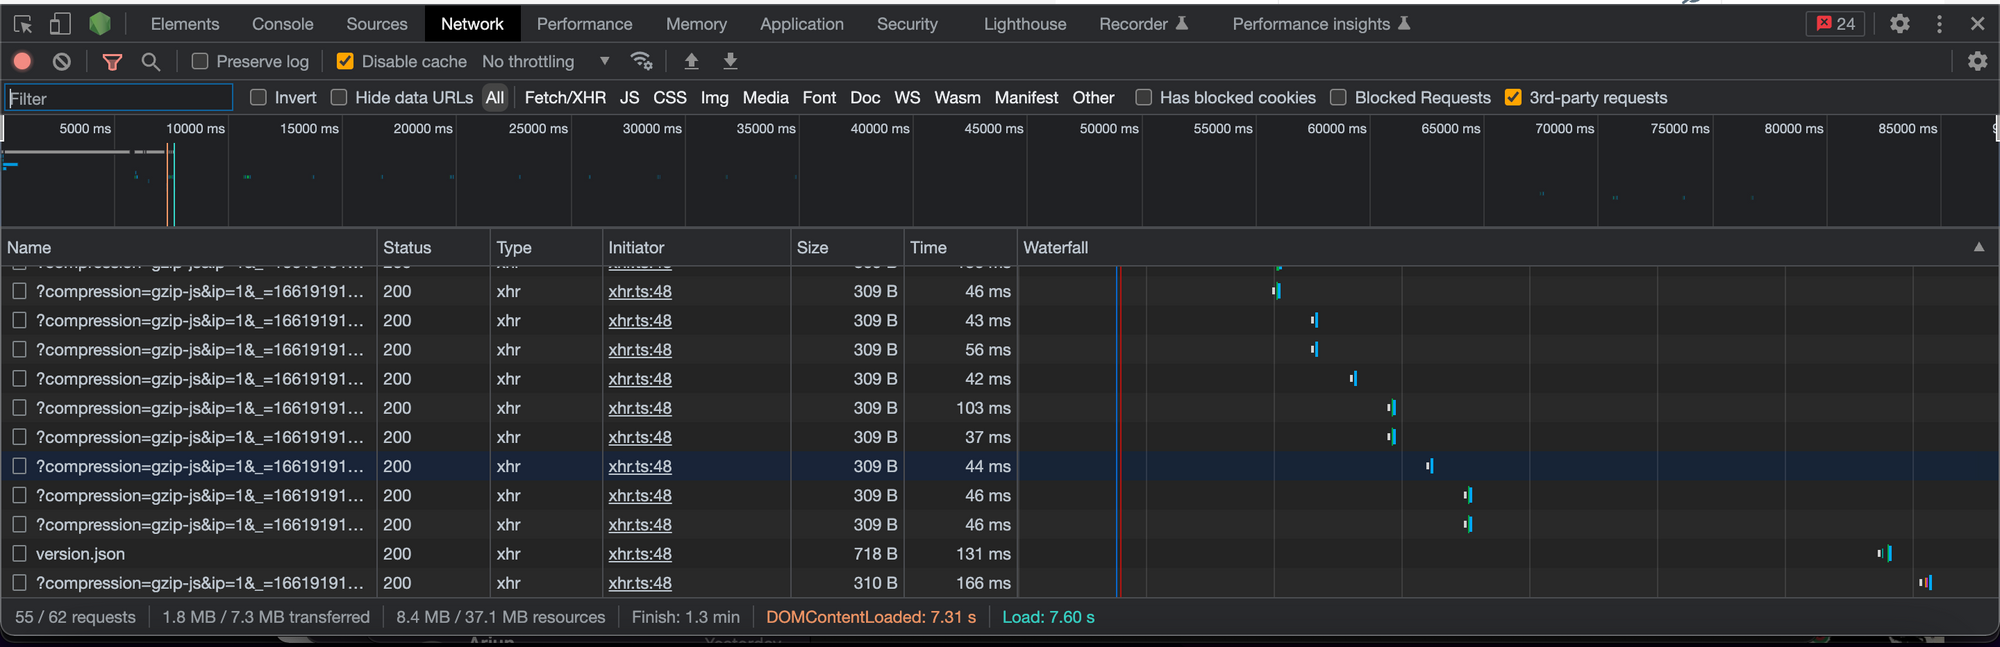 Elements Console Sources Network Performance Memory Application Security Lighthouse Recorder Performance insights 24
Preserve log Disable cache No throttling
Filter Invert Hide data URLs All Fetch/XHR JS CSS Img Media Font Doc WS Wasm Manifest Other Has blocked cookies Blocked Requests 3rd-party requests
5000 ms 10000 ms 15000 ms 20000 ms 25000 ms 30000 ms 35000 ms 40000 ms 45000 ms 50000 ms 55000 ms 60000 ms 65000 ms 70000 ms 75000 ms 80000 ms 85000 ms
Name Status Type Initiator Size Time Waterfall
?compression=gzip-js&ip=1&_=16619191… 200 xhr xhr.ts:48 309 B 46 ms
?compression=gzip-js&ip=1&_=16619191… 200 xhr xhr.ts:48 309 B 43 ms
?compression=gzip-js&ip=1&_=16619191… 200 xhr xhr.ts:48 309 B 56 ms
?compression=gzip-js&ip=1&_=16619191… 200 xhr xhr.ts:48 309 B 42 ms
?compression=gzip-js&ip=1&_=16619191… 200 xhr xhr.ts:48 309 B 103 ms
?compression=gzip-js&ip=1&_=16619191… 200 xhr xhr.ts:48 309 B 37 ms
?compression=gzip-js&ip=1&_=16619191… 200 xhr xhr.ts:48 309 B 44 ms
?compression=gzip-js&ip=1&_=16619191… 200 xhr xhr.ts:48 309 B 46 ms
?compression=gzip-js&ip=1&_=16619191… 200 xhr xhr.ts:48 309 B 46 ms
version.json 200 xhr xhr.ts:48 718 B 131 ms
?compression=gzip-js&ip=1&_=16619191… 200 xhr xhr.ts:48 310 B 166 ms
55 / 62 requests 1.8 MB / 7.3 MB transferred 8.4 MB / 37.1 MB resources Finish: 1.3 min DOMContentLoaded: 7.31 s Load: 7.60 s